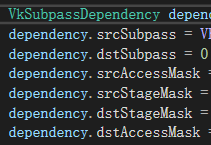 VkSubpassDependency depend
dependency.srcSubpass = V
dependency.dstSubpass = 0
dependency.srcAccessMask =
dependency.srcStageMask =
dependency.dstStageMask =
dependency.dstAccessMask